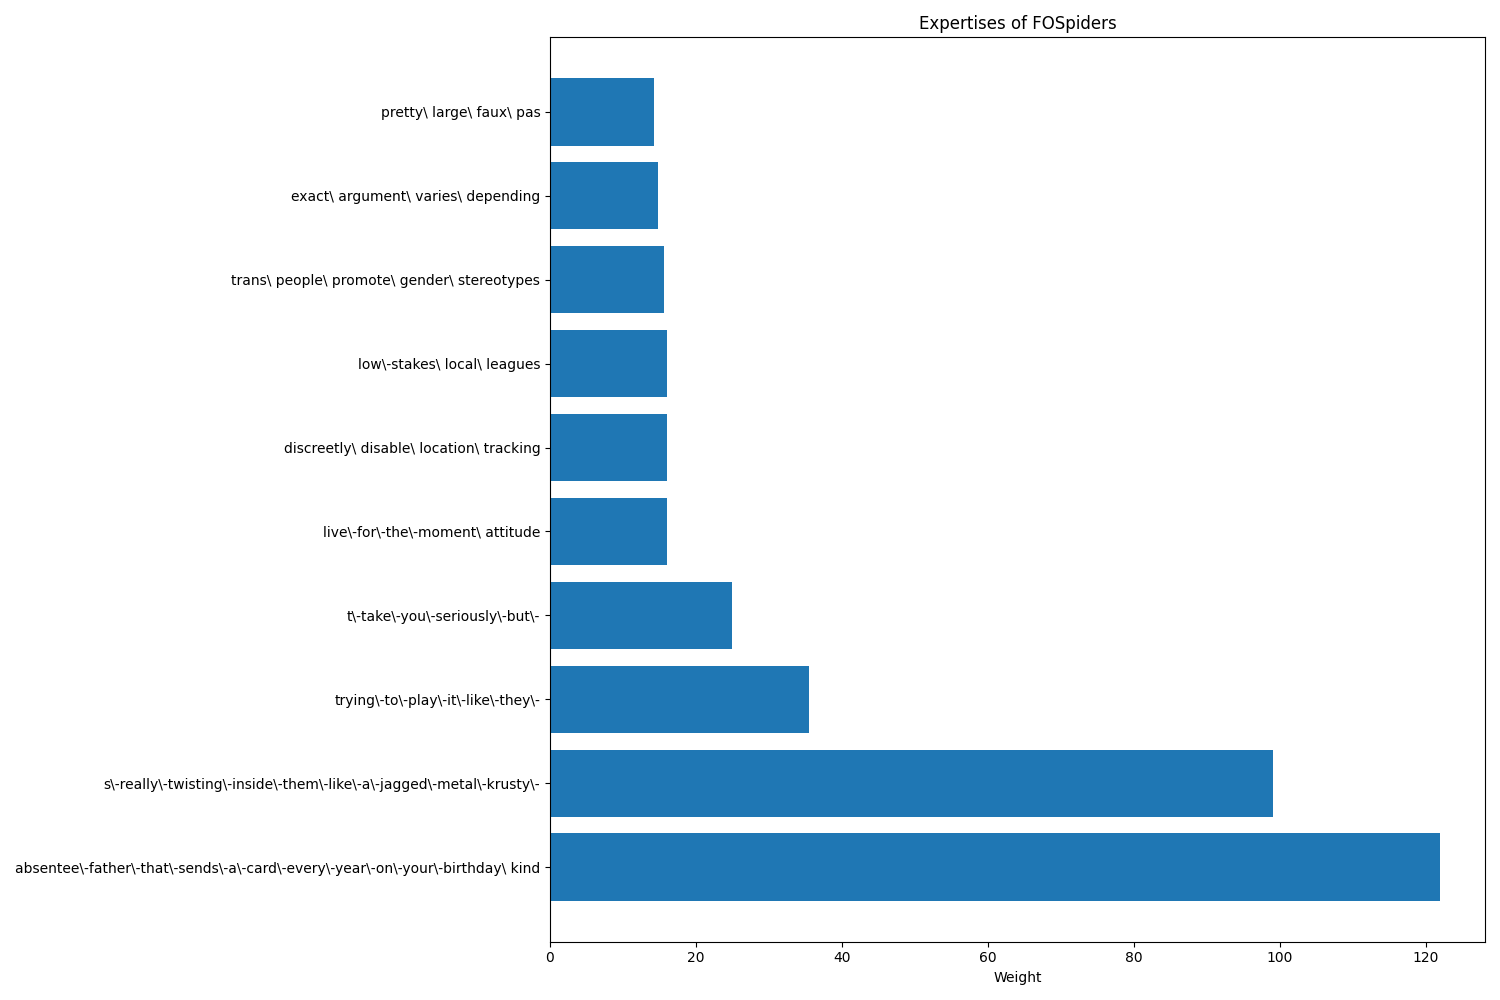 Expertises of FOSpiders
pretty\ large\ faux\ pas
exact\ argument\ varies\ depending
trans\ people\ promote\ gender\ stereotypes
low\-stakes\ local\ leagues
discreetly\ disable\ location\ tracking
live\-for\-the\-moment\ attitude
t\-take\-you\-seriously\-but\-
trying\-to\-play\-it\-like\-they\-
s\-really\-twisting\-inside\-them\-like\-a\-jagged\-metal\-krusty\-
absentee\-father\-that\-sends\-a\-card\-every\-year\-on\-your\-birthday\ kind
0 20 40 60 80 100 120
Weight